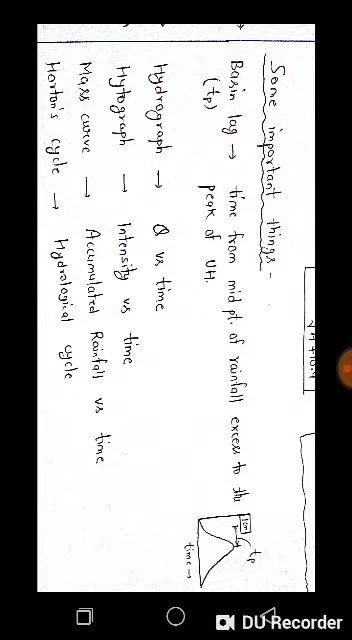 Some important things -
Basin lag → time from mid pt. of rainfall excess to the
(tp) peak of UH.
tp
time →
Hydrograph → Q vs time
Hytograph → Intensity vs time
Mass curve → Accumulated Rainfall vs time
Horton's cycle → Hydrological cycle
DU Recorder